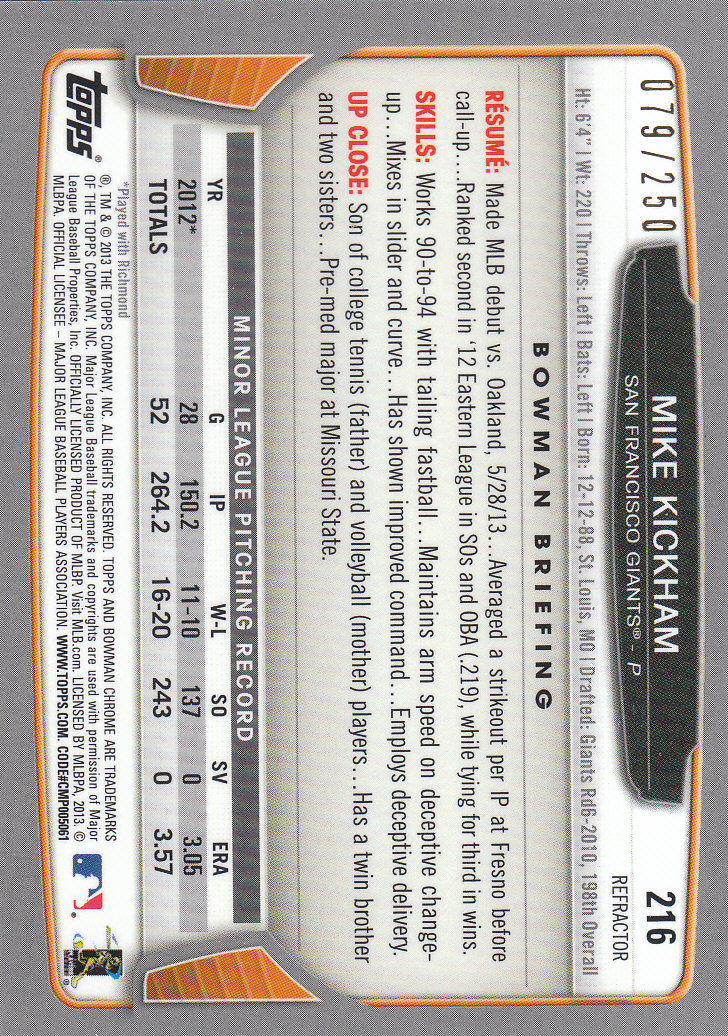 079/250
MIKE KICKHAM
SAN FRANCISCO GIANTS® - P
216
REFRACTOR
Ht: 6'4" | Wt: 220 | Throws: Left | Bats: Left | Born: 12-12-88, St. Louis, MO | Drafted: Giants Rd6-2010, 198th Overall
BOWMAN BRIEFING
RÉSUMÉ: Made MLB debut vs. Oakland, 5/28/13...Averaged a strikeout per IP at Fresno before
call-up....Ranked second in '12 Eastern League in SOs and OBA (.219), while tying for third in wins.
SKILLS: Works 90-to-94 with tailing fastball...Maintains arm speed on deceptive change-
up...Mixes in slider and curve...Has shown improved command...Employs deceptive delivery.
UP CLOSE: Son of college tennis (father) and volleyball (mother) players....Has a twin brother
and two sisters....Pre-med major at Missouri State.
MINOR LEAGUE PITCHING RECORD
YR G IP W-L SO SV ERA
2012* 28 150.2 11-10 137 0 3.05
TOTALS 52 264.2 16-20 243 0 3.57
*Played with Richmond
topps®
®, TM & © 2013 THE TOPPS COMPANY, INC. ALL RIGHTS RESERVED. TOPPS AND BOWMAN CHROME ARE TRADEMARKS
OF THE TOPPS COMPANY, INC. Major League Baseball trademarks and copyrights are used with permission of Major
League Baseball Properties, Inc. OFFICIALLY LICENSED PRODUCT OF MLBP. Visit MLB.com. LICENSED BY MLBPA, 2013. ©
MLBPA. OFFICIAL LICENSEE – MAJOR LEAGUE BASEBALL PLAYERS ASSOCIATION. WWW.TOPPS.COM. CODE#CMP005061